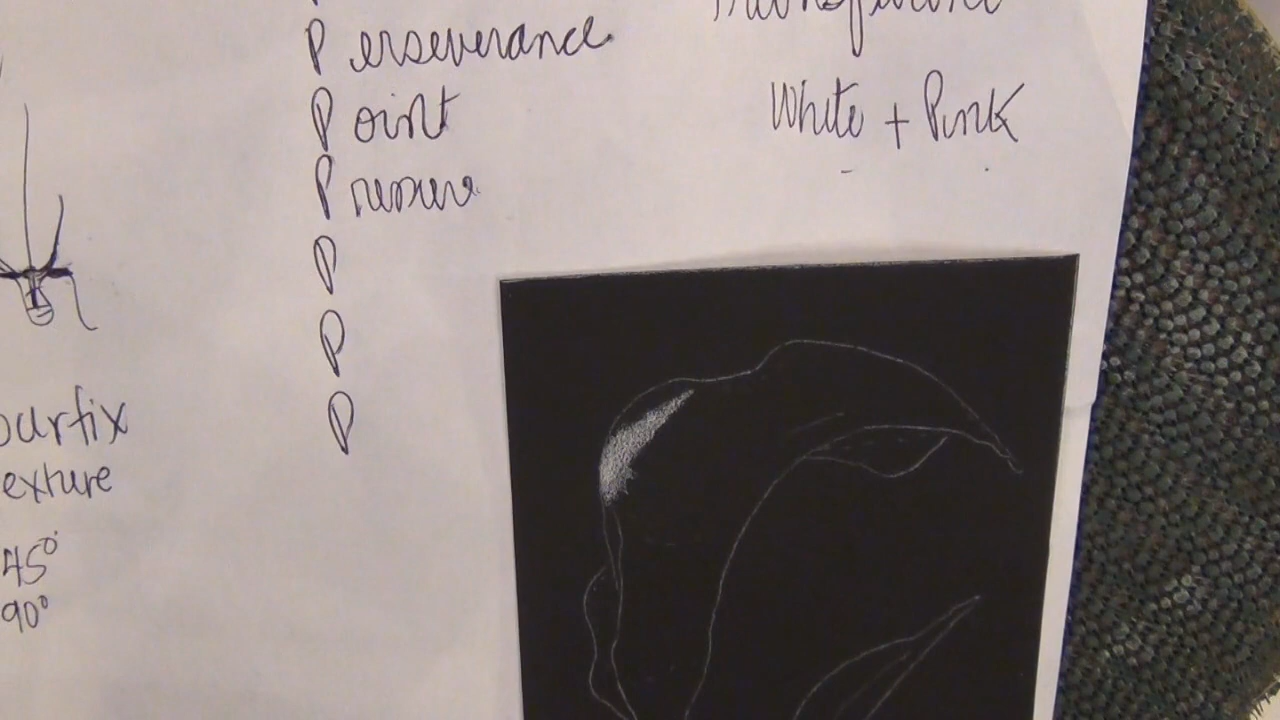 Perseverance
Point
Pressure
P
P
P
White + Pink
ourfix
exture
45°
90°